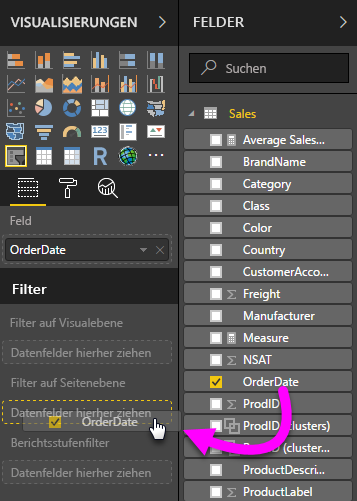 VISUALISIERUNGEN
Feld
OrderDate
Filter
Filter auf Visualebene
Datenfelder hierher ziehen
Filter auf Seitenebene
Datenfelder hierher ziehen
OrderDate
Berichtsstufenfilter
Datenfelder hierher ziehen
FELDER
Suchen
Sales
Average Sales...
BrandName
Category
Class
Color
Country
CustomerAcco...
Freight
Manufacturer
Measure
NSAT
OrderDate
ProdID
ProdID (clusters)
(cluster...
ProductDescri...
ProductLabel
123
R